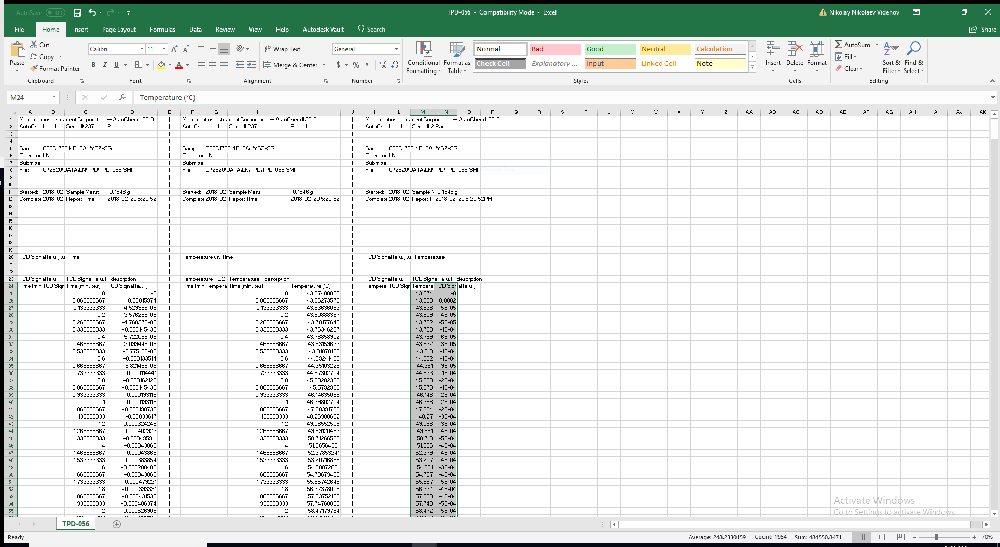 AutoSave Off TPD-056 - Compatibility Mode - Excel Nikolay Nikolaev Videnov
File Home Insert Page Layout Formulas Data Review View Help Autodesk Vault Search Share
Paste Cut Copy Format Painter Clipboard
Calibri 11 B I U Font
ab Wrap Text Merge & Center Alignment
General $ % , Number
Conditional Formatting Format as Table
Normal Bad Good Neutral Calculation
Check Cell Explanatory ... Input Linked Cell Note
Styles
Insert Delete Format Cells
AutoSum Fill Clear Sort & Filter Find & Select Editing
M24 fx Temperature (°C)
A B C D E F G H I J K L M N O P Q R S T U V W X Y Z AA AB AC AD AE AF AG AH AI AJ AK
1 Micromeritics Instrument Corporation -- AutoChem II 2910 | Micromeritics Instrument Corporation -- AutoChem II 2910 | Micromeritics Instrument Corporation -- AutoChem II 2910
2 AutoChe Unit 1 Serial # 237 Page 1 | AutoChe Unit 1 Serial # 237 Page 1 | AutoChe Unit 1 Serial # 2 Page 1
3 | |
4 | |
5 Sample: CETC170614B 10Ag/YSZ-SG | Sample: CETC170614B 10Ag/YSZ-SG | Sample: CETC170614B 10Ag/YSZ-SG
6 Operator LN | Operator LN | Operator LN
7 Submitte | Submitte | Submitte
8 File: C:\2920\DATA\LN\TPD\TPD-056.SMP | File: C:\2920\DATA\LN\TPD\TPD-056.SMP | File: C:\2920\DATA\LN\TPD\TPD-056.SMP
9 | |
10 | |
11 Started: 2018-02- Sample Mass: 0.1546 g | Started: 2018-02- Sample Mass: 0.1546 g | Started: 2018-02- Sample M 0.1546 g
12 Complete 2018-02- Report Time: 2018-02-20 5:20:52 | Complete 2018-02- Report Time: 2018-02-20 5:20:52 | Complete 2018-02- Report Ti 2018-02-20 5:20:52PM
13 | |
14 | |
15 | |
16 | |
17 | |
18 | |
19 | |
20 TCD Signal (a.u.) vs. Time | Temperature vs. Time | TCD Signal (a.u.) vs. Temperature
21 | |
22 | |
23 TCD Signal (a.u.) - TCD Signal (a.u.) - desorption | Temperature - O2 a Temperature - desorption | TCD Signal (a.u.) - TCD Signal (a.u.) - desorption
24 Time (min TCD Sign Time (minutes) TCD Signal (a.u.) | Time (min Tempera Time (minutes) Temperature (°C) | Tempera TCD Sign Tempera TCD Signal (a.u.)
25 0 -0 | 0 43.87408829 | 43.874 -0
26 0.066666667 0.00015974 | 0.066666667 43.86273575 | 43.863 0.0002
27 0.133333333 4.52995E-05 | 0.133333333 43.83636093 | 43.836 5E-05
28 0.2 3.57628E-05 | 0.2 43.80888367 | 43.809 4E-05
29 0.266666667 -4.76837E-05 | 0.266666667 43.78177643 | 43.782 -5E-05
30 0.333333333 -0.000145435 | 0.333333333 43.76346207 | 43.763 -1E-04
31 0.4 -5.72205E-05 | 0.4 43.76858902 | 43.769 -6E-05
32 0.466666667 -3.09944E-05 | 0.466666667 43.83159637 | 43.832 -3E-05
33 0.533333333 -9.77516E-05 | 0.533333333 43.91878128 | 43.919 -1E-04
34 0.6 -0.000133514 | 0.6 44.09241486 | 44.092 -1E-04
35 0.666666667 -8.82149E-05 | 0.666666667 44.35103226 | 44.351 -9E-05
36 0.733333333 -0.000114441 | 0.733333333 44.67302704 | 44.673 -1E-04
37 0.8 -0.000162125 | 0.8 45.09282303 | 45.093 -2E-04
38 0.866666667 -0.000145435 | 0.866666667 45.5792923 | 45.579 -1E-04
39 0.933333333 -0.000193119 | 0.933333333 46.14635086 | 46.146 -2E-04
40 1 -0.000193119 | 1 46.79802704 | 46.798 -2E-04
41 1.066666667 -0.000190735 | 1.066666667 47.50391769 | 47.504 -2E-04
42 1.133333333 -0.00033617 | 1.133333333 48.26988602 | 48.27 -3E-04
43 1.2 -0.000324249 | 1.2 49.06552505 | 49.066 -3E-04
44 1.266666667 -0.000402927 | 1.266666667 49.89120483 | 49.891 -4E-04
45 1.333333333 -0.000495911 | 1.333333333 50.71266556 | 50.713 -5E-04
46 1.4 -0.00043869 | 1.4 51.56564331 | 51.566 -4E-04
47 1.466666667 -0.00043869 | 1.466666667 52.37853241 | 52.379 -4E-04
48 1.533333333 -0.000383854 | 1.533333333 53.20716858 | 53.207 -4E-04
49 1.6 -0.000288486 | 1.6 54.00072861 | 54.001 -3E-04
50 1.666666667 -0.00043869 | 1.666666667 54.79679489 | 54.797 -4E-04
51 1.733333333 -0.000479221 | 1.733333333 55.55742645 | 55.557 -5E-04
52 1.8 -0.000393391 | 1.8 56.32378006 | 56.324 -4E-04
53 1.866666667 -0.000431538 | 1.866666667 57.03752136 | 57.038 -4E-04
54 1.933333333 -0.000486374 | 1.933333333 57.74768066 | 57.748 -5E-04
55 2 -0.000526905 | 2 58.47179794 | 58.472 -5E-04
Activate Windows
Go to Settings to activate Windows.
TPD-056
Ready Average: 248.2330159 Count: 1954 Sum: 484550.8471 70%